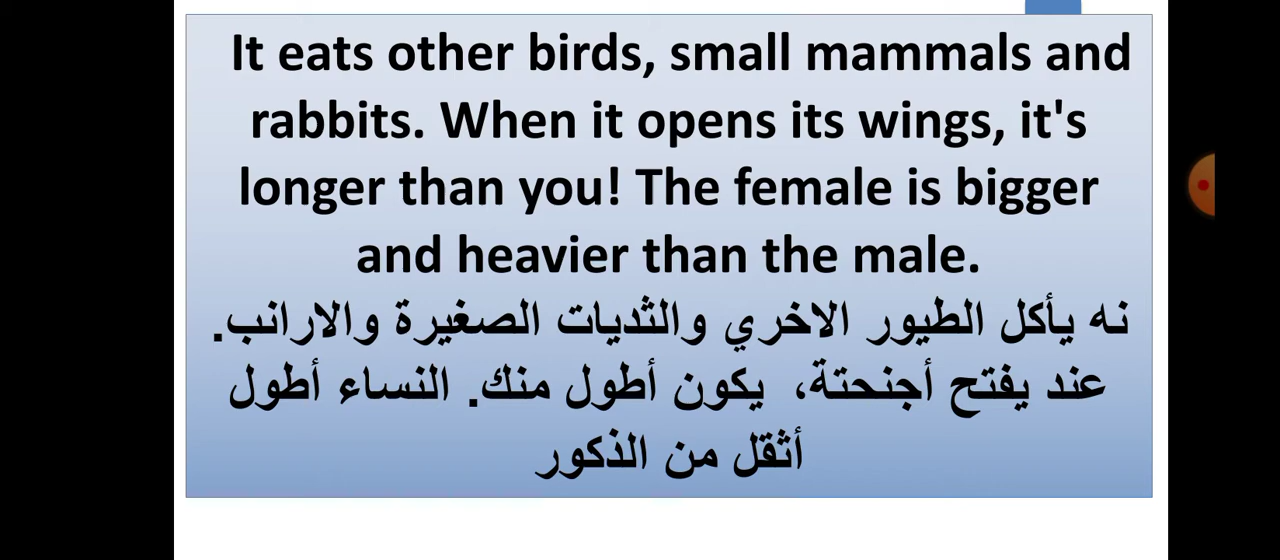 It eats other birds, small mammals and
rabbits. When it opens its wings, it's
longer than you! The female is bigger
and heavier than the male.
نه يأكل الطيور الاخري والثديات الصغيرة والارانب.
عند يفتح أجنحتة، يكون أطول منك. النساء أطول
أثقل من الذكور